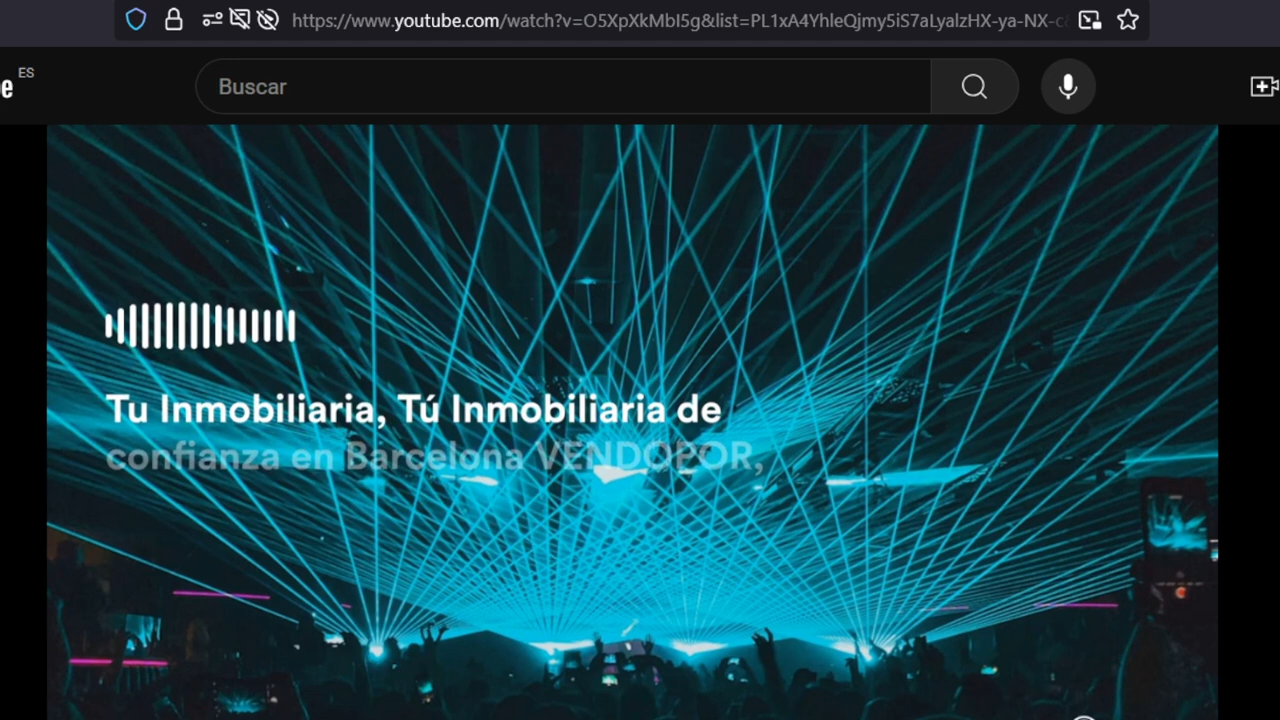 https://www.youtube.com/watch?v=O5XpXkMbI5g&list=PL1xA4YhleQjmy5iS7aLyalzHX-ya-NX-c
e ES
Buscar
Tu Inmobiliaria, Tú Inmobiliaria de
confianza en Barcelona VENDOPOR,